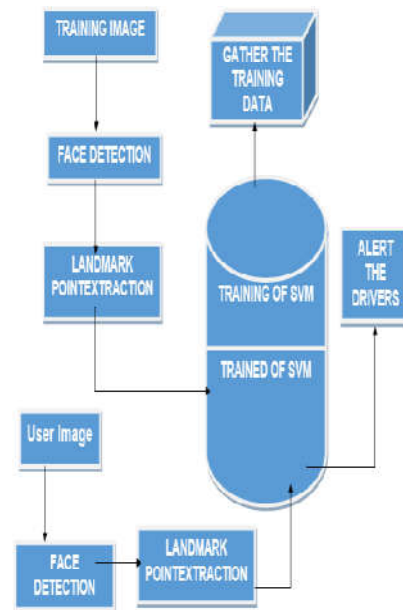 TRAINING IMAGE
GATHER THE
TRAINING
DATA
FACE DETECTION
LANDMARK
POINTEXTRACTION
TRAINING OF SVM
ALERT
THE
DRIVERS
TRAINED OF SVM
User Image
FACE
DETECTION
LANDMARK
POINTEXTRACTION